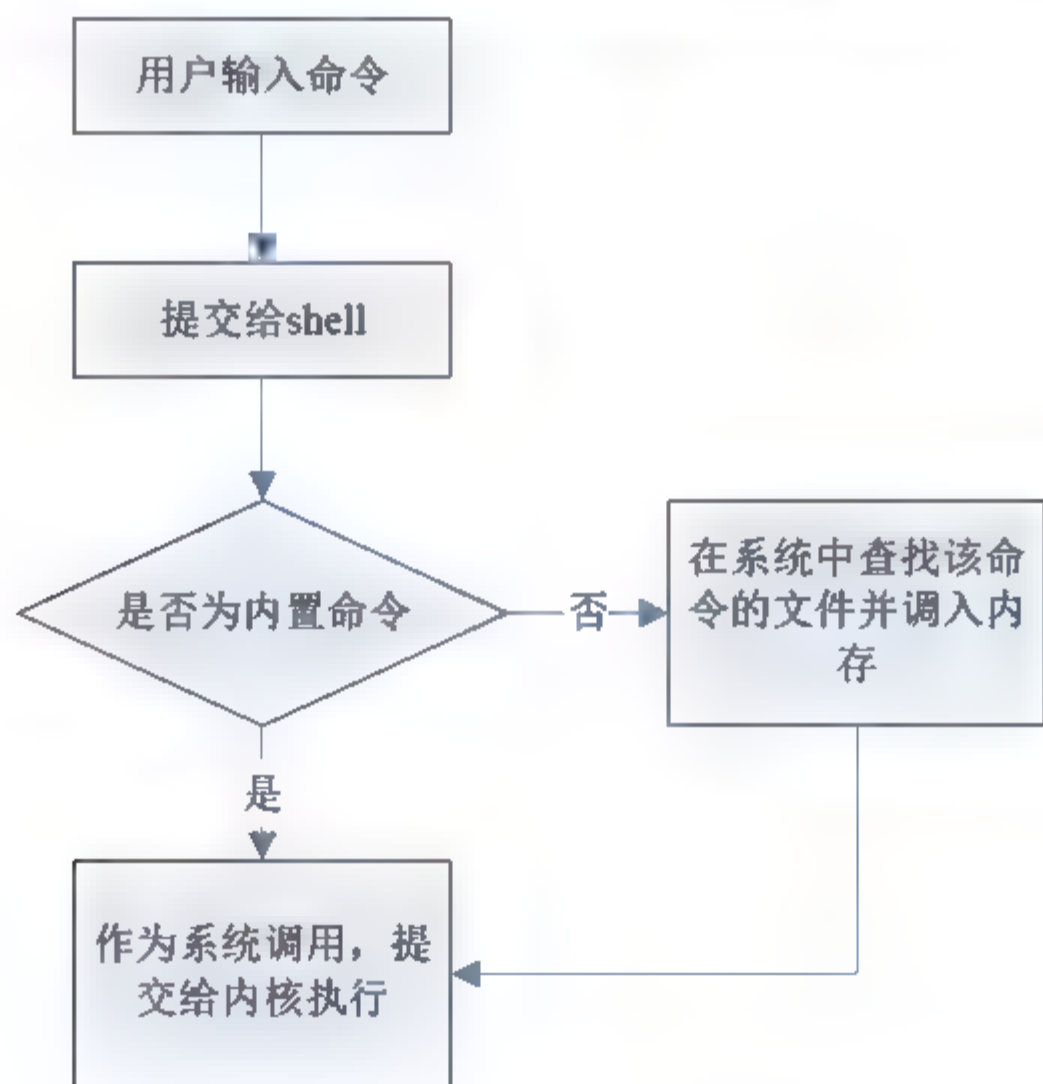 用户输入命令
提交给shell
是否为内置命令
否
在系统中查找该命
令的文件并调入内
存
是
作为系统调用，提
交给内核执行